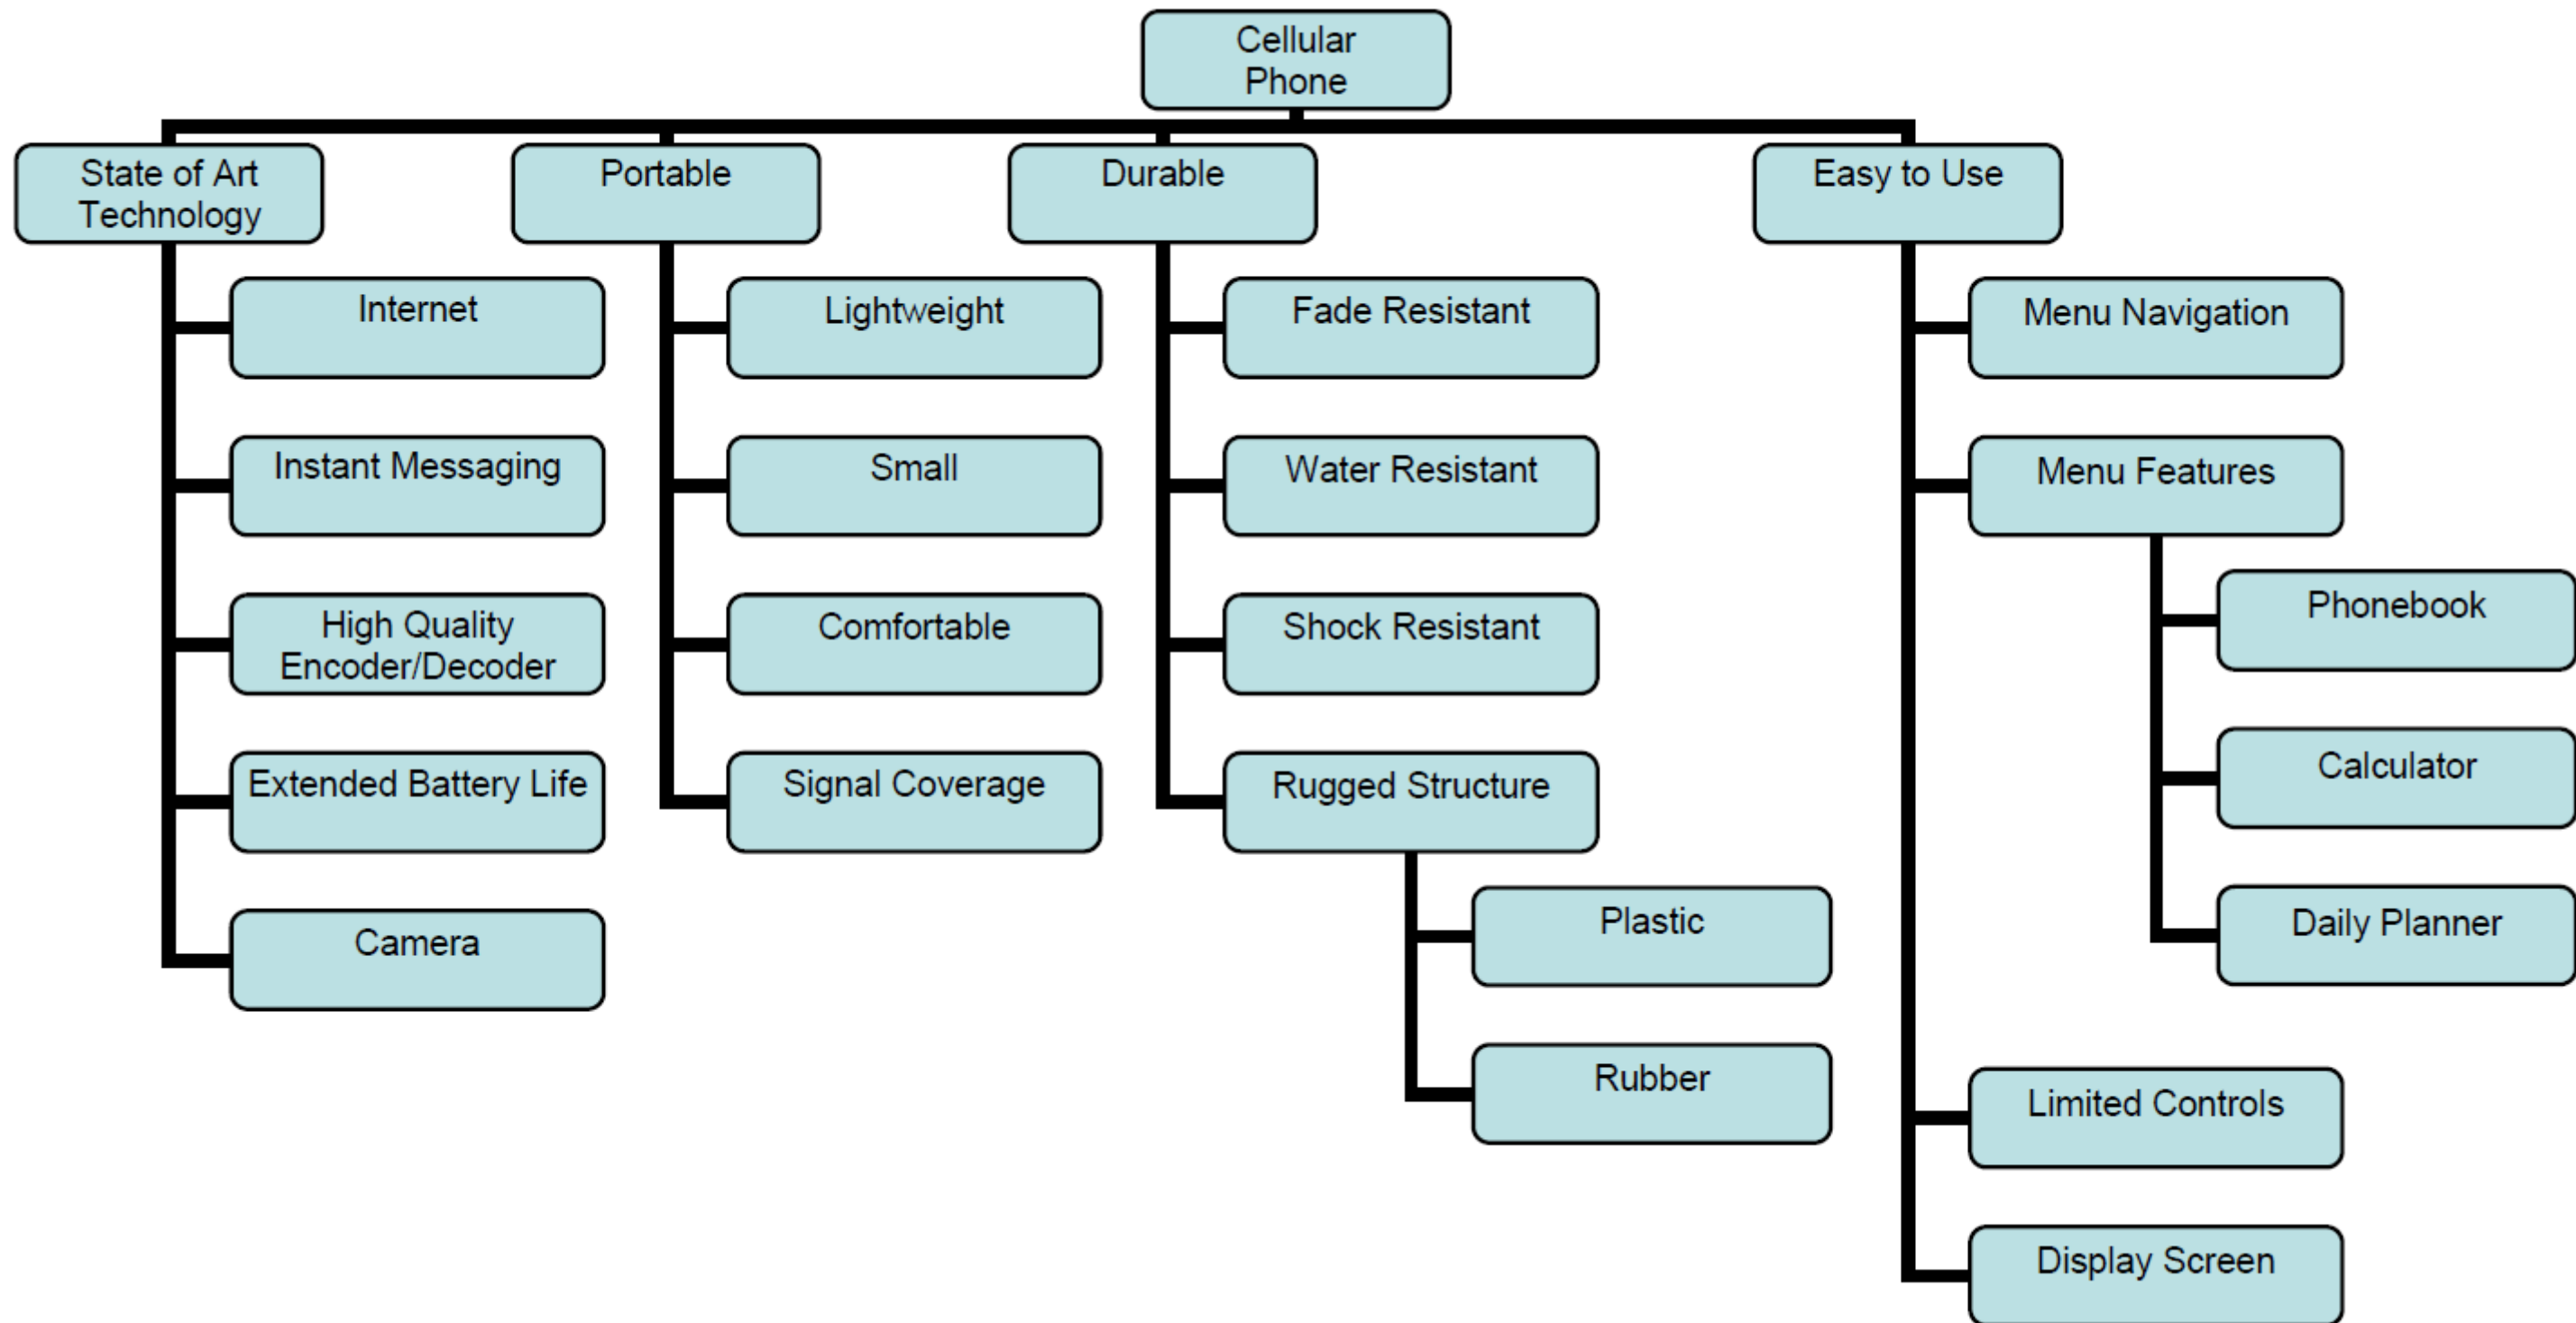 Cellular
Phone
State of Art
Technology
Internet
Instant Messaging
High Quality
Encoder/Decoder
Extended Battery Life
Camera
Portable
Lightweight
Small
Comfortable
Signal Coverage
Durable
Fade Resistant
Water Resistant
Shock Resistant
Rugged Structure
Plastic
Rubber
Easy to Use
Menu Navigation
Menu Features
Phonebook
Calculator
Daily Planner
Limited Controls
Display Screen